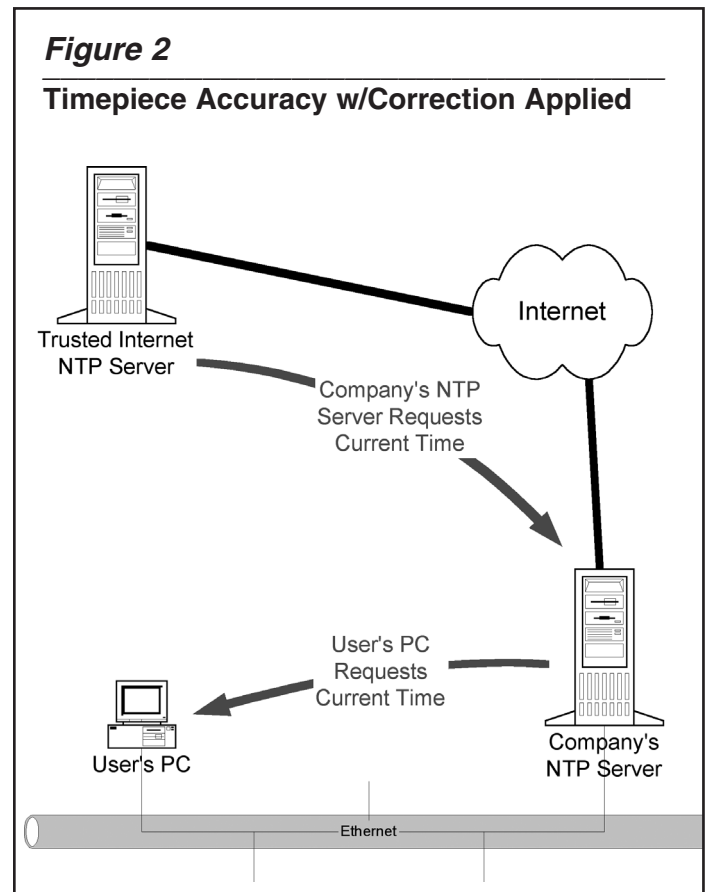 Figure 2
Timepiece Accuracy w/Correction Applied
Internet
Trusted Internet
NTP Server
Company's NTP
Server Requests
Current Time
User's PC
Requests
Current Time
User's PC
Company's
NTP Server
Ethernet